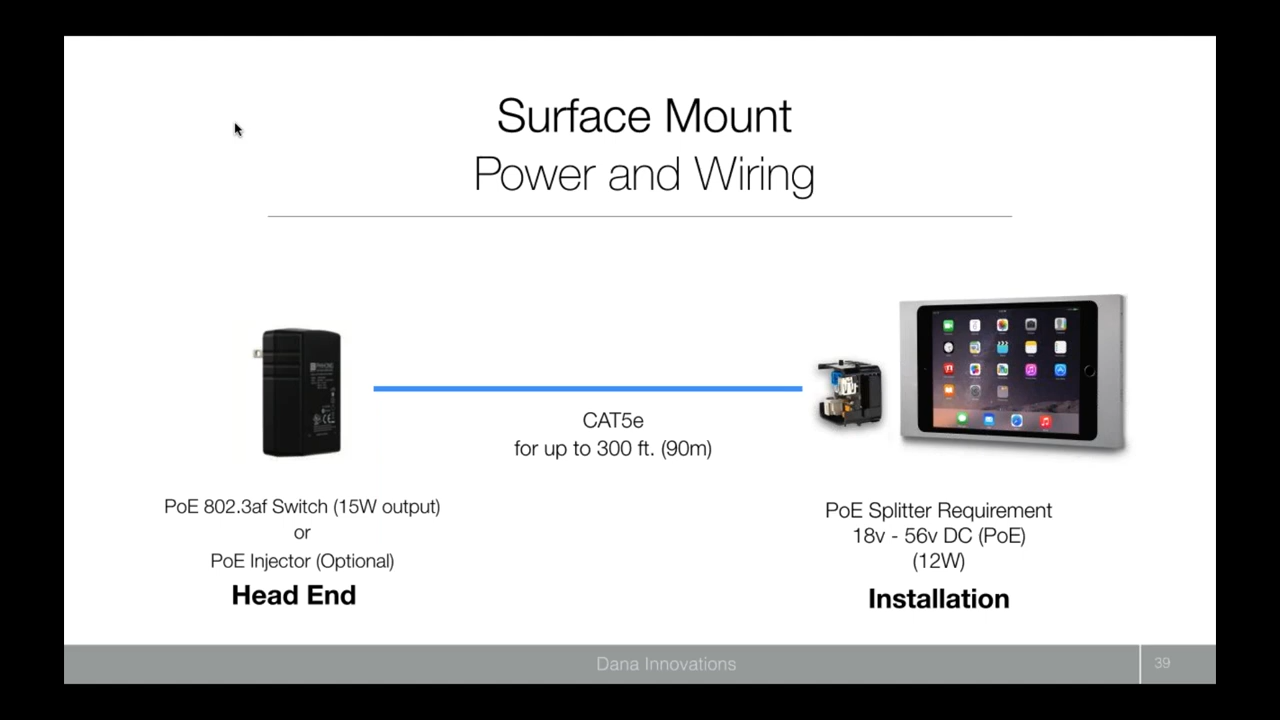 Surface Mount
Power and Wiring
CAT5e
for up to 300 ft. (90m)
PoE 802.3af Switch (15W output)
or
PoE Injector (Optional)
Head End
PoE Splitter Requirement
18v - 56v DC (PoE)
(12W)
Installation
Dana Innovations
39